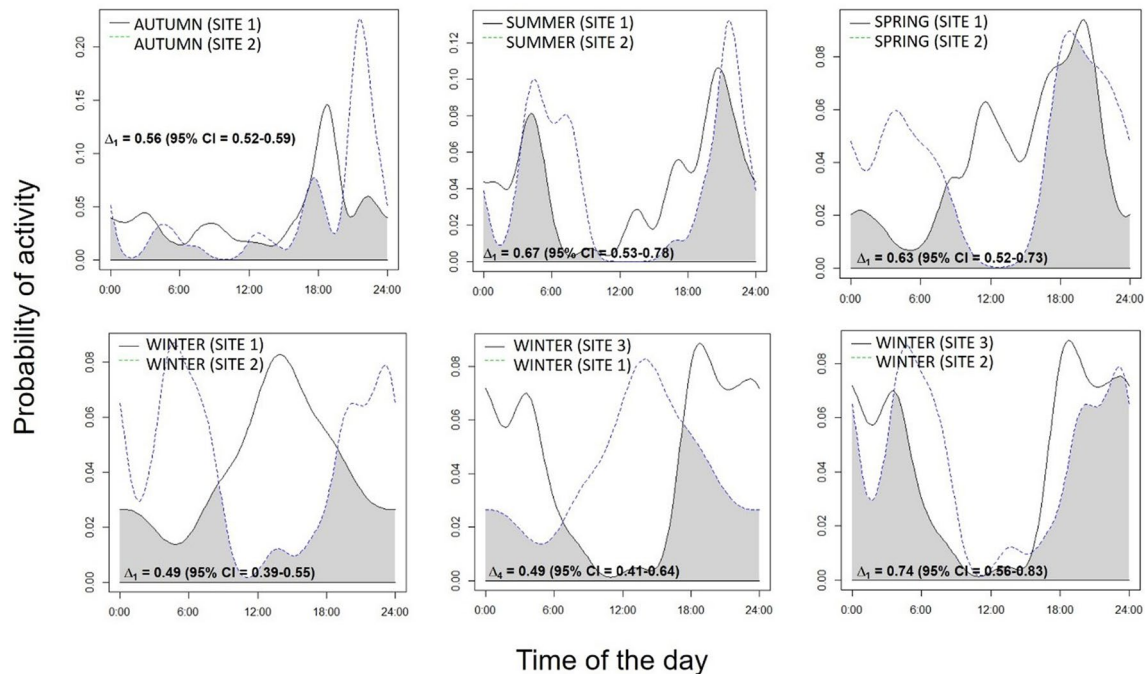 Probability of activity
AUTUMN (SITE 1)
AUTUMN (SITE 2)
Δ1 = 0.56 (95% CI = 0.52-0.59)
0.20
0.15
0.10
0.05
0.00
0:00 6:00 12:00 18:00 24:00
SUMMER (SITE 1)
SUMMER (SITE 2)
0.12
0.10
0.08
0.06
0.04
0.02
0.00
Δ1 = 0.67 (95% CI = 0.53-0.78)
0:00 6:00 12:00 18:00 24:00
SPRING (SITE 1)
SPRING (SITE 2)
0.08
0.06
0.04
0.02
0.00
Δ1 = 0.63 (95% CI = 0.52-0.73)
0:00 6:00 12:00 18:00 24:00
WINTER (SITE 1)
WINTER (SITE 2)
0.08
0.06
0.04
0.02
0.00
Δ1 = 0.49 (95% CI = 0.39-0.55)
0:00 6:00 12:00 18:00 24:00
WINTER (SITE 3)
WINTER (SITE 1)
0.08
0.06
0.04
0.02
0.00
Δ4 = 0.49 (95% CI = 0.41-0.64)
0:00 6:00 12:00 18:00 24:00
WINTER (SITE 3)
WINTER (SITE 2)
0.08
0.06
0.04
0.02
0.00
Δ1 = 0.74 (95% CI = 0.56-0.83)
0:00 6:00 12:00 18:00 24:00
Time of the day